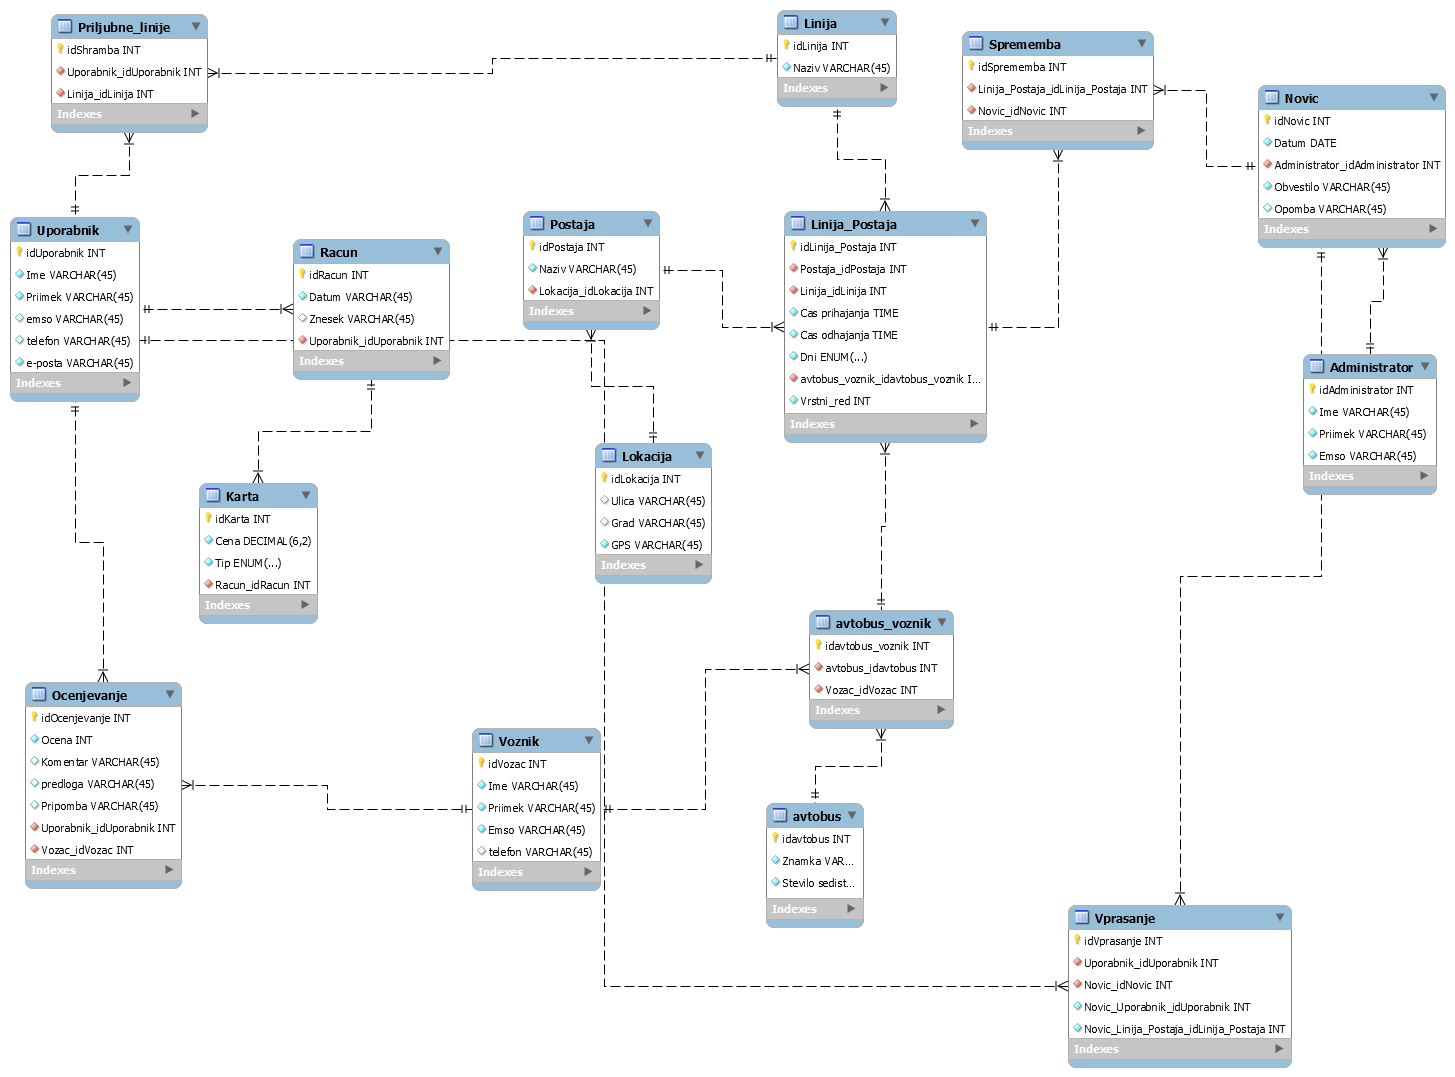 Priljubne_linije
idShramba INT
Uporabnik_idUporabnik INT
Linija_idLinija INT
Indexes
Linija
idLinija INT
Naziv VARCHAR(45)
Indexes
Sprememba
idSprememba INT
Linija_Postaja_idLinija_Postaja INT
Novic_idNovic INT
Indexes
Novic
idNovic INT
Datum DATE
Administrator_idAdministrator INT
Obvestilo VARCHAR(45)
Opomba VARCHAR(45)
Indexes
Uporabnik
idUporabnik INT
Ime VARCHAR(45)
Priimek VARCHAR(45)
emso VARCHAR(45)
telefon VARCHAR(45)
e-posta VARCHAR(45)
Indexes
Racun
idRacun INT
Datum VARCHAR(45)
Znesek VARCHAR(45)
Uporabnik_idUporabnik INT
Indexes
Postaja
idPostaja INT
Naziv VARCHAR(45)
Lokacija_idLokacija INT
Indexes
Linija_Postaja
idLinija_Postaja INT
Postaja_idPostaja INT
Linija_idLinija INT
Cas prihajanja TIME
Cas odhajanja TIME
Dni ENUM(...)
avtobus_voznik_idavtobus_voznik I...
Vrstni_red INT
Indexes
Administrator
idAdministrator INT
Ime VARCHAR(45)
Priimek VARCHAR(45)
Emso VARCHAR(45)
Indexes
Karta
idKarta INT
Cena DECIMAL(6,2)
Tip ENUM(...)
Racun_idRacun INT
Indexes
Lokacija
idLokacija INT
Ulica VARCHAR(45)
Grad VARCHAR(45)
GPS VARCHAR(45)
Indexes
avtobus_voznik
idavtobus_voznik INT
avtobus_idavtobus INT
Vozac_idVozac INT
Indexes
Ocenjevanje
idOcenjevanje INT
Ocena INT
Komentar VARCHAR(45)
predloga VARCHAR(45)
Pripomba VARCHAR(45)
Uporabnik_idUporabnik INT
Vozac_idVozac INT
Indexes
Voznik
idVozac INT
Ime VARCHAR(45)
Priimek VARCHAR(45)
Emso VARCHAR(45)
telefon VARCHAR(45)
Indexes
avtobus
idavtobus INT
Znamka VAR...
Stevilo sedist...
Indexes
Vprasanje
idVprasanje INT
Uporabnik_idUporabnik INT
Novic_idNovic INT
Novic_Uporabnik_idUporabnik INT
Novic_Linija_Postaja_idLinija_Postaja INT
Indexes